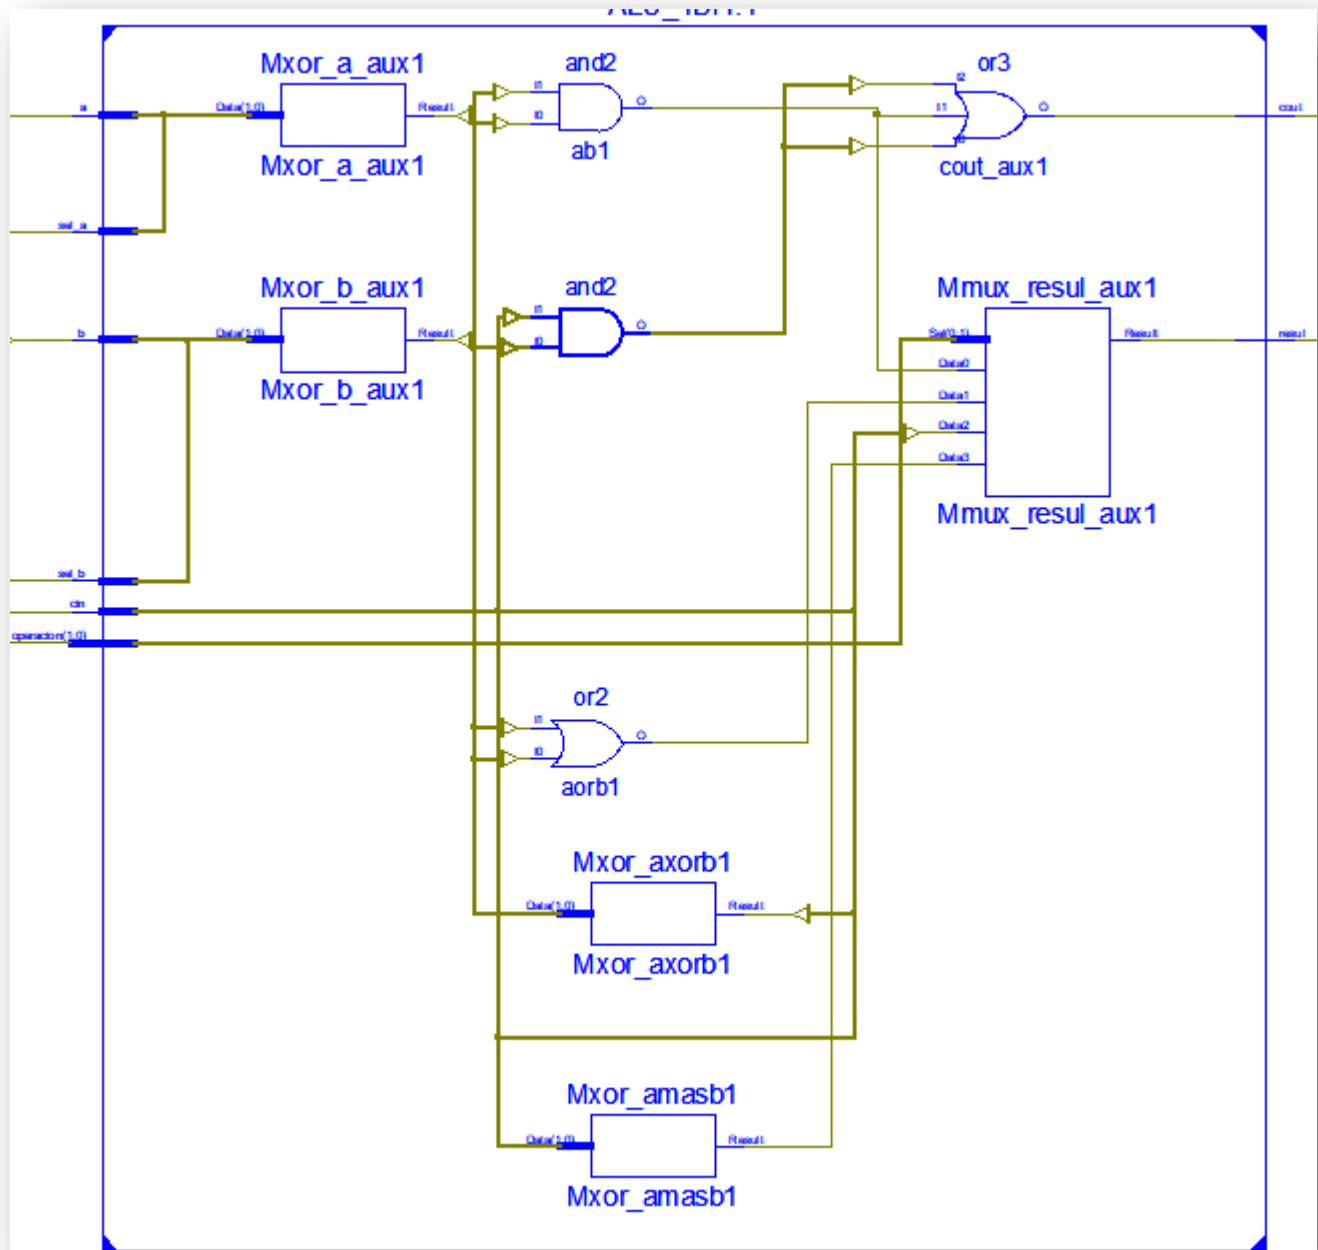 Mxor_a_aux1
and2
or3
I2
a
Data(1:0)
Result
I1
I0
O
I1
O
cout
Mxor_a_aux1
ab1
cout_aux1
sel_a
Mxor_b_aux1
and2
Mmux_resul_aux1
b
Data(1:0)
Result
I1
I0
O
Sel(0:1)
Result
resul
Data0
Mxor_b_aux1
Data1
Data2
Data3
Mmux_resul_aux1
sel_b
cin
operacion(1:0)
or2
I1
I0
O
aorb1
Mxor_axorb1
Data(1:0)
Result
Mxor_axorb1
Mxor_amasb1
Data(1:0)
Result
Mxor_amasb1